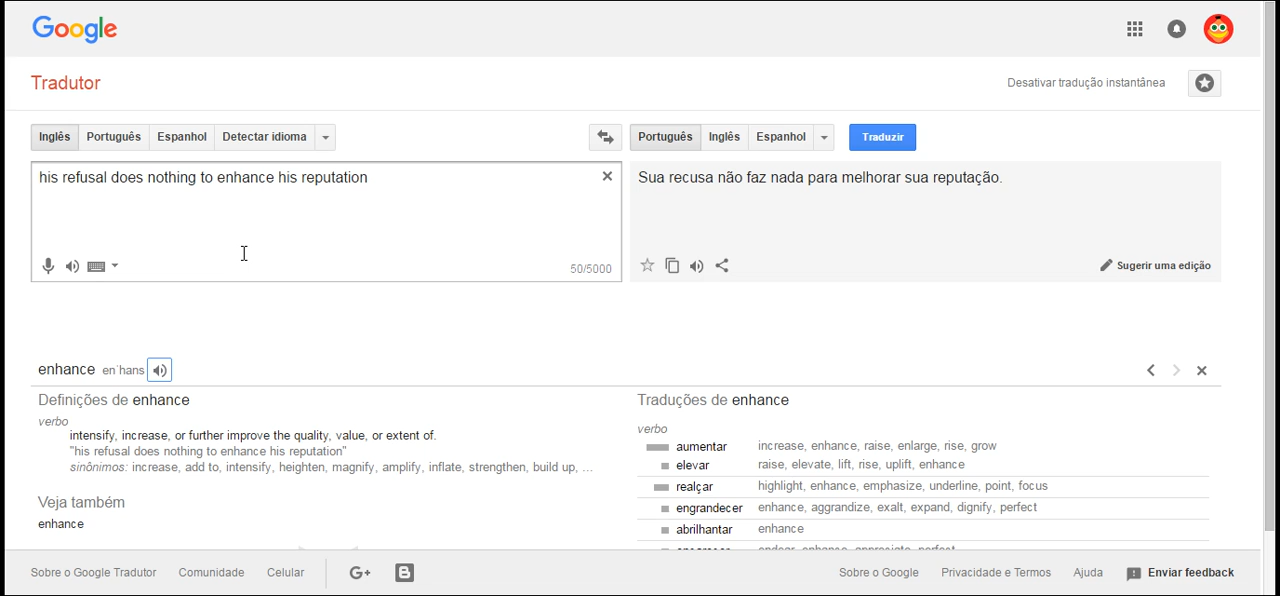 Google
Tradutor
Desativar tradução instantânea
Inglês Português Espanhol Detectar idioma
Português Inglês Espanhol Traduzir
his refusal does nothing to enhance his reputation
Sua recusa não faz nada para melhorar sua reputação.
50/5000
Sugerir uma edição
enhance enˈhans
Definições de enhance
verbo
intensify, increase, or further improve the quality, value, or extent of.
"his refusal does nothing to enhance his reputation"
sinônimos: increase, add to, intensify, heighten, magnify, amplify, inflate, strengthen, build up, ...
Veja também
enhance
Traduções de enhance
verbo
aumentar increase, enhance, raise, enlarge, rise, grow
elevar raise, elevate, lift, rise, uplift, enhance
realçar highlight, enhance, emphasize, underline, point, focus
engrandecer enhance, aggrandize, exalt, expand, dignify, perfect
abrilhantar enhance
Sobre o Google Tradutor Comunidade Celular G+
Sobre o Google Privacidade e Termos Ajuda Enviar feedback